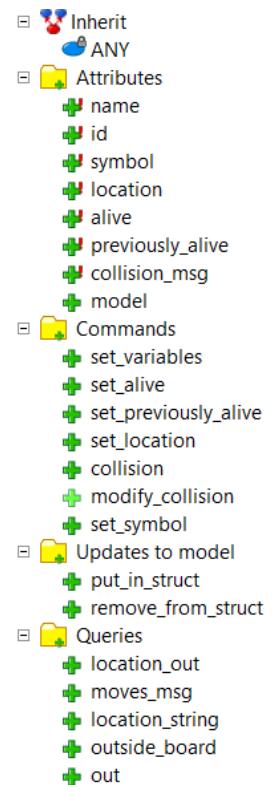 Inherit
ANY
Attributes
name
id
symbol
location
alive
previously_alive
collision_msg
model
Commands
set_variables
set_alive
set_previously_alive
set_location
collision
modify_collision
set_symbol
Updates to model
put_in_struct
remove_from_struct
Queries
location_out
moves_msg
location_string
outside_board
out